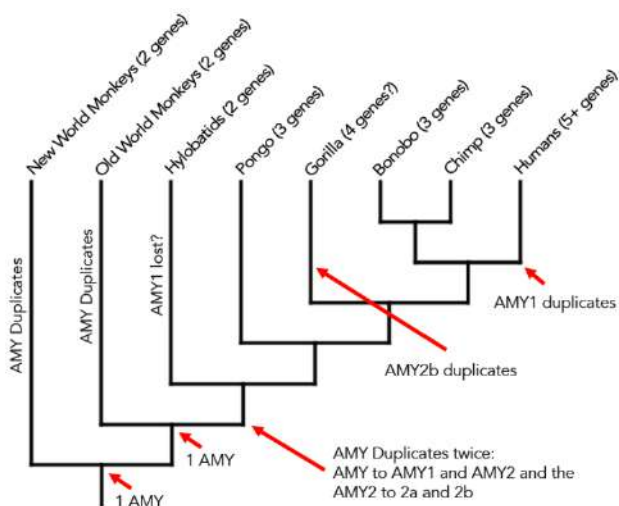 New World Monkeys (2 genes)
Old World Monkeys (2 genes)
Hylobatids (2 genes)
Pongo (3 genes)
Gorilla (4 genes?)
Bonobo (3 genes)
Chimp (3 genes)
Humans (5+ genes)
AMY Duplicates
AMY Duplicates
AMY1 lost?
AMY1 duplicates
AMY2b duplicates
1 AMY
AMY Duplicates twice:
AMY to AMY1 and AMY2 and the
AMY2 to 2a and 2b
1 AMY